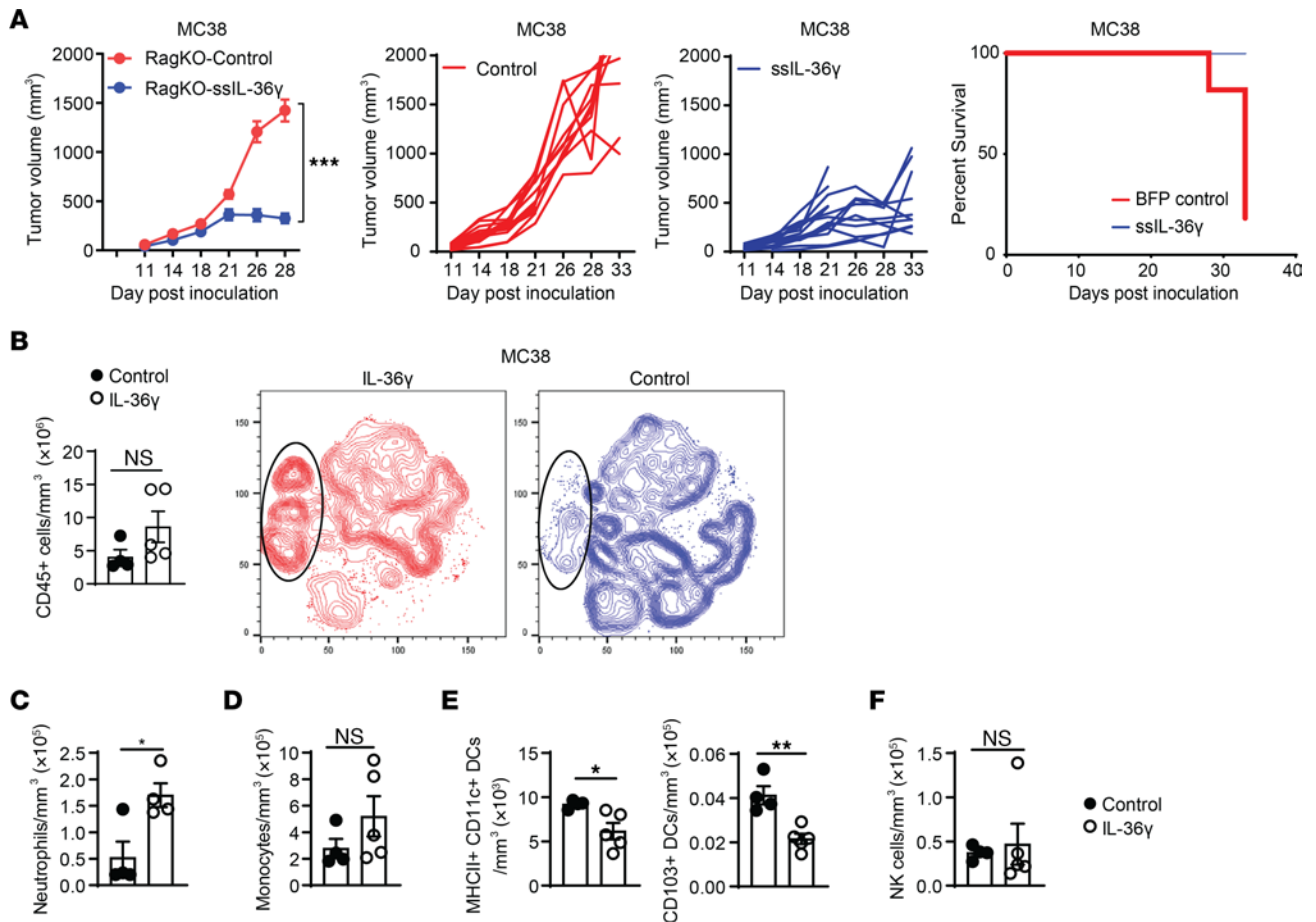 A
MC38
Tumor volume (mm³)
2000
1500
1000
500
0
RagKO-Control
RagKO-ssIL-36γ
***
11 14 18 21 26 28
Day post inoculation
MC38
Tumor volume (mm³)
2000
1500
1000
500
0
Control
11 14 18 21 26 28 33
Day post inoculation
MC38
Tumor volume (mm³)
2000
1500
1000
500
0
ssIL-36γ
11 14 18 21 26 28 33
Day post inoculation
MC38
Percent Survival
100
50
0
BFP control
ssIL-36γ
0 10 20 30 40
Days post inoculation
B
MC38
Control
IL-36γ
CD45+ cells/mm³ (×10⁶)
20
15
10
5
0
NS
IL-36γ
150
100
50
0
0 50 100 150
Control
150
100
50
0
0 50 100 150
C
Neutrophils/mm³ (×10⁵)
2.5
2.0
1.5
1.0
0.5
0.0
*
D
Monocytes/mm³ (×10⁵)
10
8
6
4
2
0
NS
E
MHCII+ CD11c+ DCs
/mm³ (×10³)
15
10
5
0
*
CD103+ DCs/mm³ (×10⁵)
0.06
0.04
0.02
0.00
**
F
NK cells/mm³ (×10⁵)
1.5
1.0
0.5
0.0
NS
Control
IL-36γ